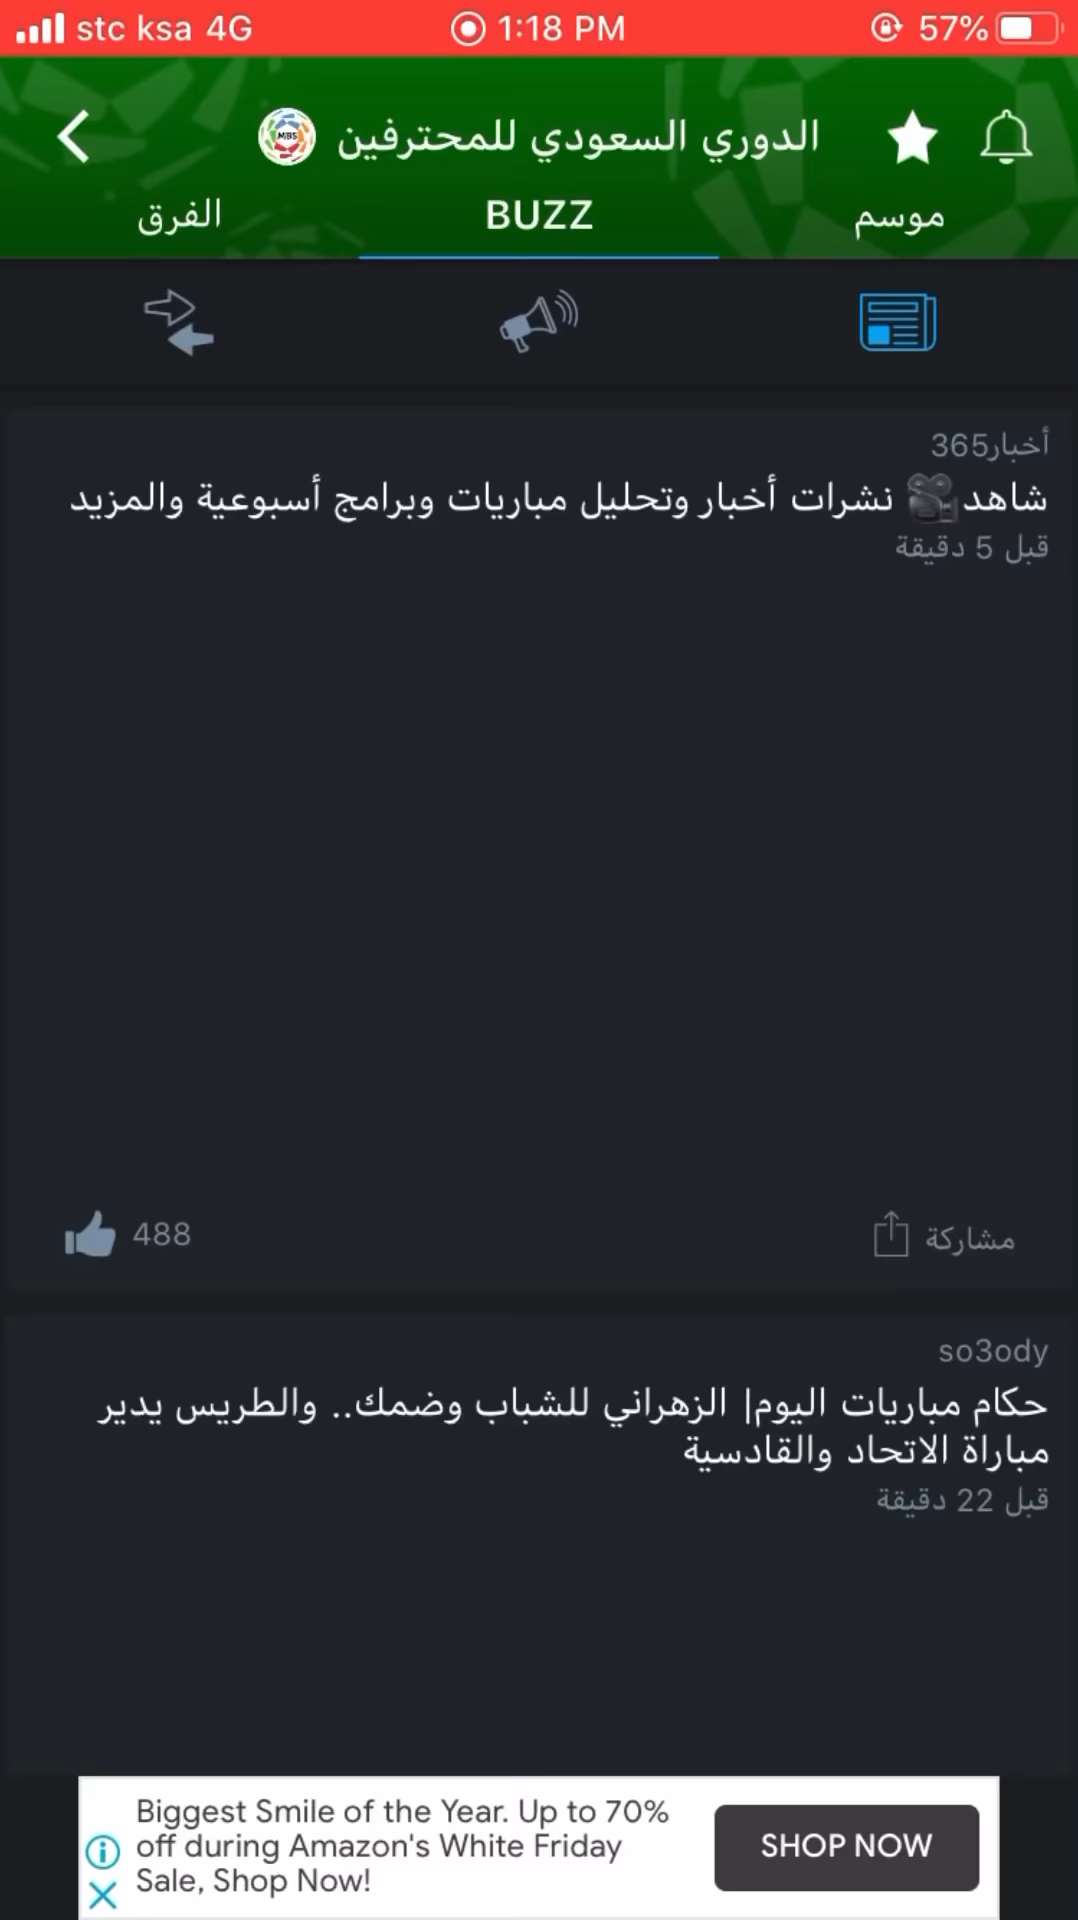 stc ksa 4G 1:18 PM 57%
الدوري السعودي للمحترفين MBS
موسم BUZZ الفرق
أخبار365
شاهد🎥 نشرات أخبار وتحليل مباريات وبرامج أسبوعية والمزيد
قبل 5 دقيقة
مشاركة 488
so3ody
حكام مباريات اليوم| الزهراني للشباب وضمك.. والطريس يدير
مباراة الاتحاد والقادسية
قبل 22 دقيقة
Biggest Smile of the Year. Up to 70%
off during Amazon's White Friday
Sale, Shop Now!
SHOP NOW